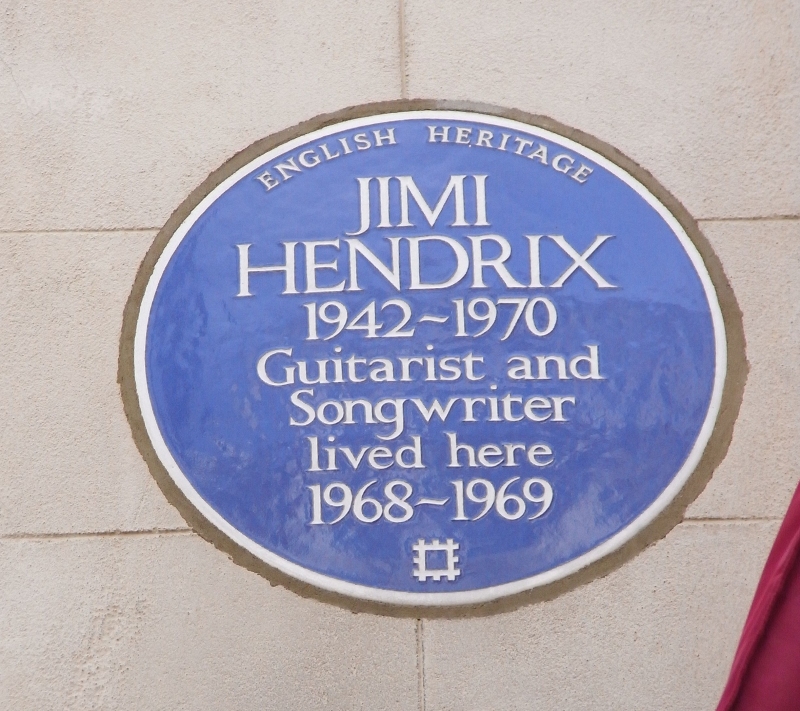 ENGLISH HERITAGE
JIMI
HENDRIX
1942~1970
Guitarist and
Songwriter
lived here
1968~1969